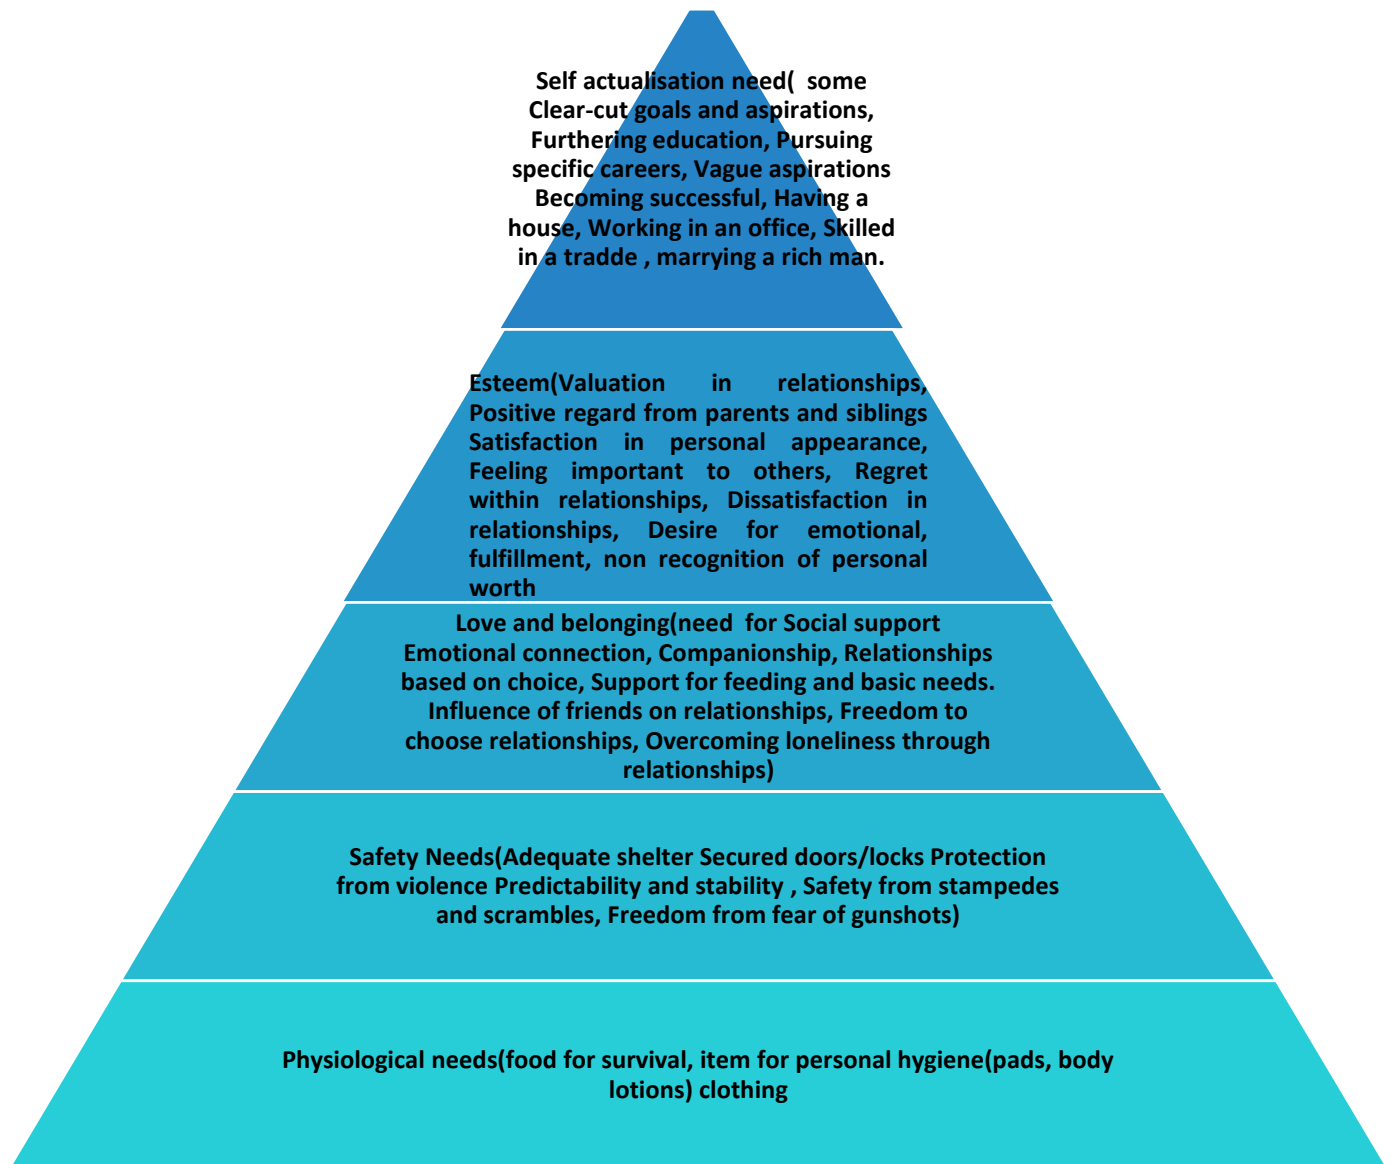 Self actualisation need(  some
Clear-cut goals and aspirations,
Furthering education, Pursuing
specific careers, Vague aspirations
Becoming successful, Having a
house, Working in an office, Skilled
in a tradde , marrying a rich man.
Esteem(Valuation in relationships,
Positive regard from parents and siblings
Satisfaction in personal appearance,
Feeling important to others, Regret
within relationships, Dissatisfaction in
relationships, Desire for emotional,
fulfillment, non recognition of personal
worth
Love and belonging(need  for Social support
Emotional connection, Companionship, Relationships
based on choice, Support for feeding and basic needs.
Influence of friends on relationships, Freedom to
choose relationships, Overcoming loneliness through
relationships)
Safety Needs(Adequate shelter Secured doors/locks Protection
from violence Predictability and stability , Safety from stampedes
and scrambles, Freedom from fear of gunshots)
Physiological needs(food for survival, item for personal hygiene(pads, body
lotions) clothing